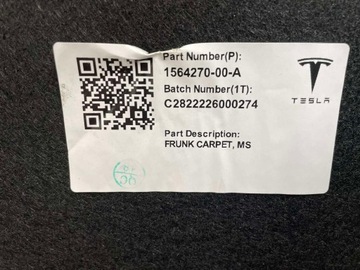 Part Number(P):
1564270-00-A
Batch Number(1T):
C2822226000274
TESLA
Part Description:
FRUNK CARPET, MS